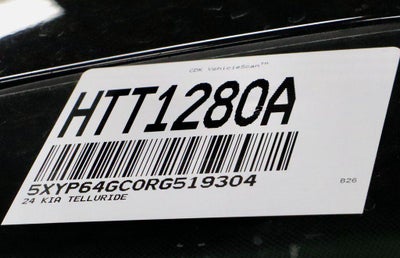 CDK VehicleScan™
HTT1280A
5XYP64GC0RG519304
B26
24 KIA TELLURIDE